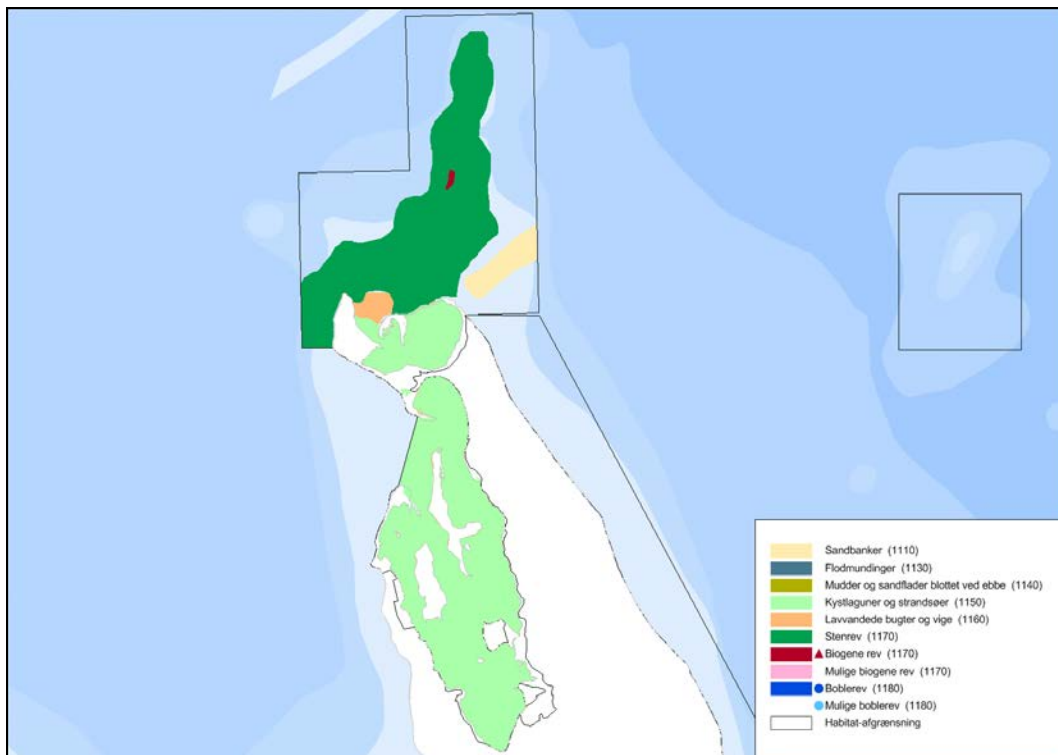 Sandbanker (1110)
Flodmundinger (1130)
Mudder og sandflader blottet ved ebbe (1140)
Kystlaguner og strandsøer (1150)
Lavvandede bugter og vige (1160)
Stenrev (1170)
Biogene rev (1170)
Mulige biogene rev (1170)
Boblerev (1180)
Mulige boblerev (1180)
Habitat-afgrænsning